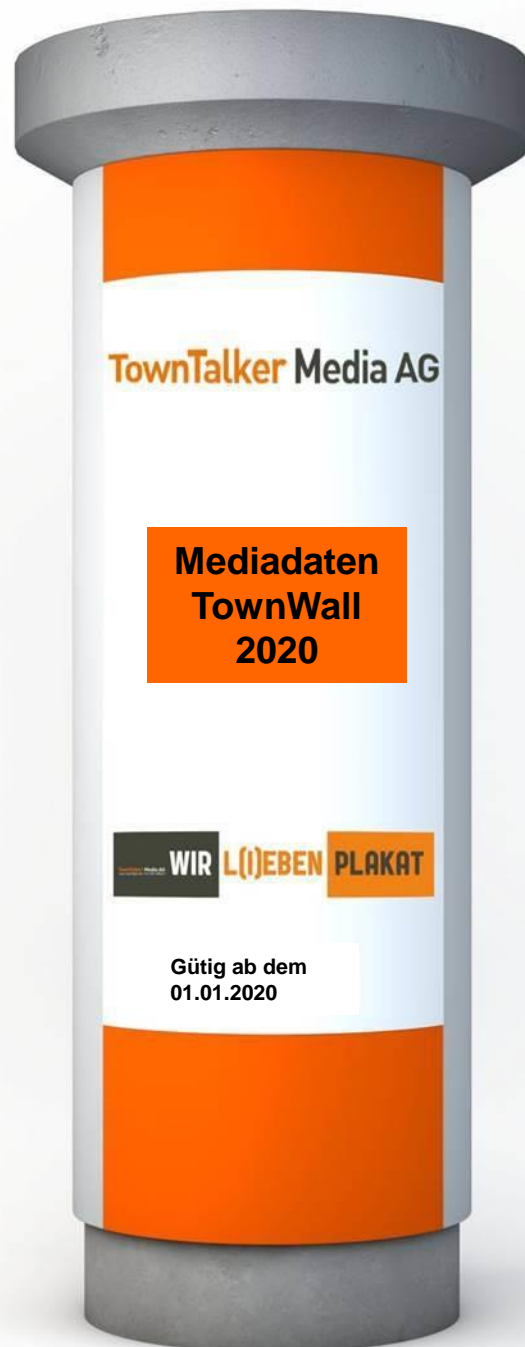 TownTalker Media AG
Mediadaten
TownWall
2020
WIR L(I)EBEN PLAKAT
Gütig ab dem
01.01.2020